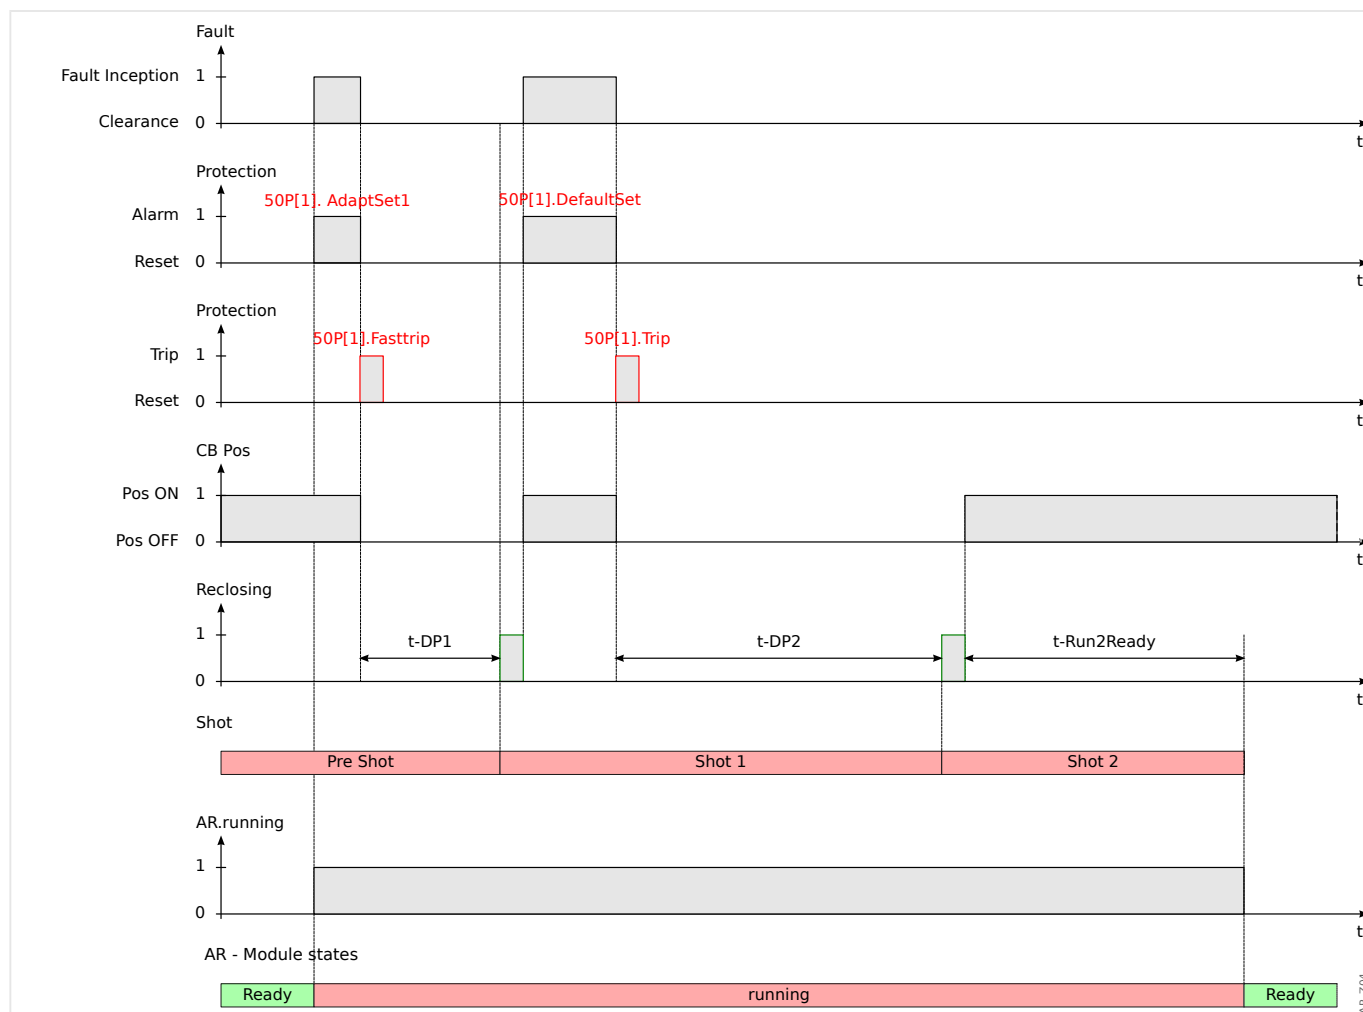 Fault
Fault Inception 1
Clearance 0
t
Protection
50P[1]. AdaptSet1 50P[1].DefaultSet
Alarm 1
Reset 0
t
Protection
50P[1].Fasttrip 50P[1].Trip
Trip 1
Reset 0
t
CB Pos
Pos ON 1
Pos OFF 0
t
Reclosing
1 t-DP1 t-DP2 t-Run2Ready
0
t
Shot
Pre Shot Shot 1 Shot 2
AR.running
1
0
t
AR - Module states
Ready running Ready